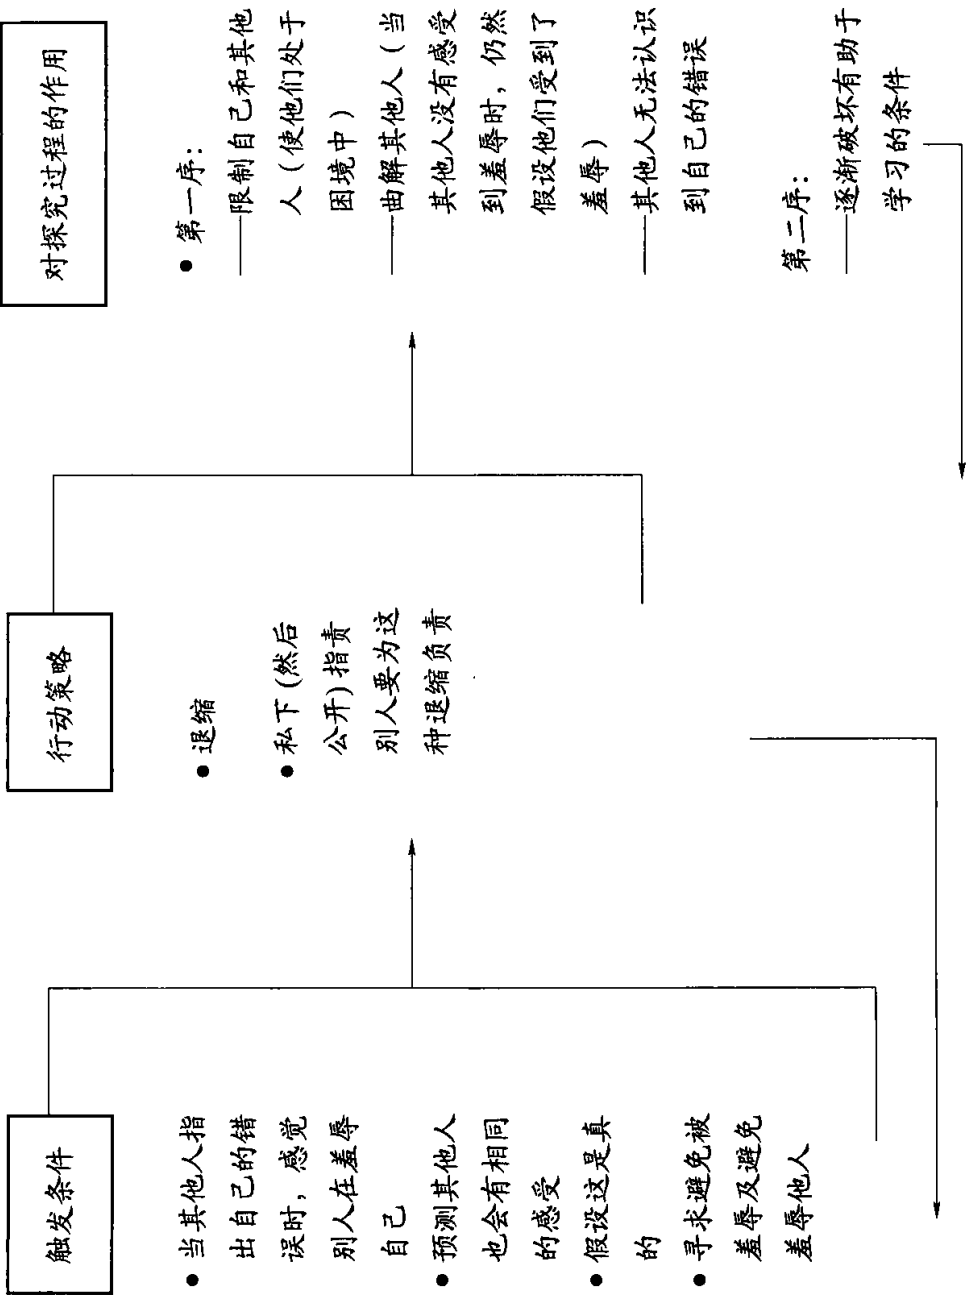 触发条件
● 当其他人指
出自己的错
误时，感觉
别人在羞辱
自己
● 预测其他人
也会有相同
的感受
● 假设这是真
的
● 寻求避免被
羞辱及避免
羞辱他人
行动策略
● 退缩
● 私下(然后
公开)指责
别人要为这
种退缩负责
对探究过程的作用
● 第一序：
——限制自己和其他
人（使他们处于
困境中）
——曲解其他人（当
其他人没有感受
到羞辱时，仍然
假设他们受到了
羞辱）
——其他人无法认识
到自己的错误
第二序：
——逐渐破坏有助于
学习的条件